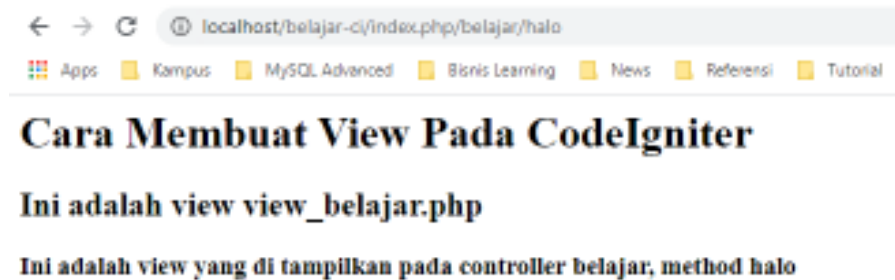 localhost/belajar-ci/index.php/belajar/halo
Apps Kampus MySQL Advanced Bisnis Learning News Referensi Tutorial
Cara Membuat View Pada CodeIgniter
Ini adalah view view_belajar.php
Ini adalah view yang di tampilkan pada controller belajar, method halo